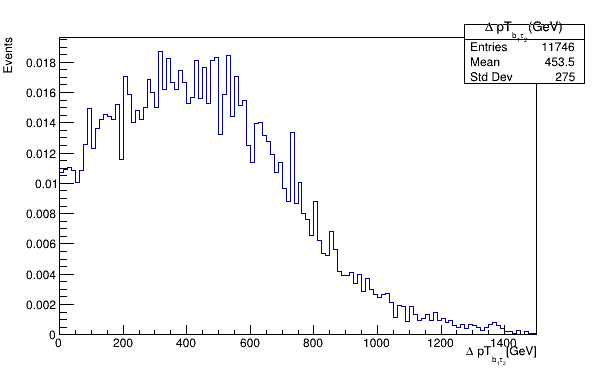 Δ pT b₁τ₂ (GeV)
Entries 11746
Mean 453.5
Std Dev 275
Events
0.018
0.016
0.014
0.012
0.01
0.008
0.006
0.004
0.002
0
0 200 400 600 800 1000 1200 1400
Δ pT b₁τ₂ [GeV]